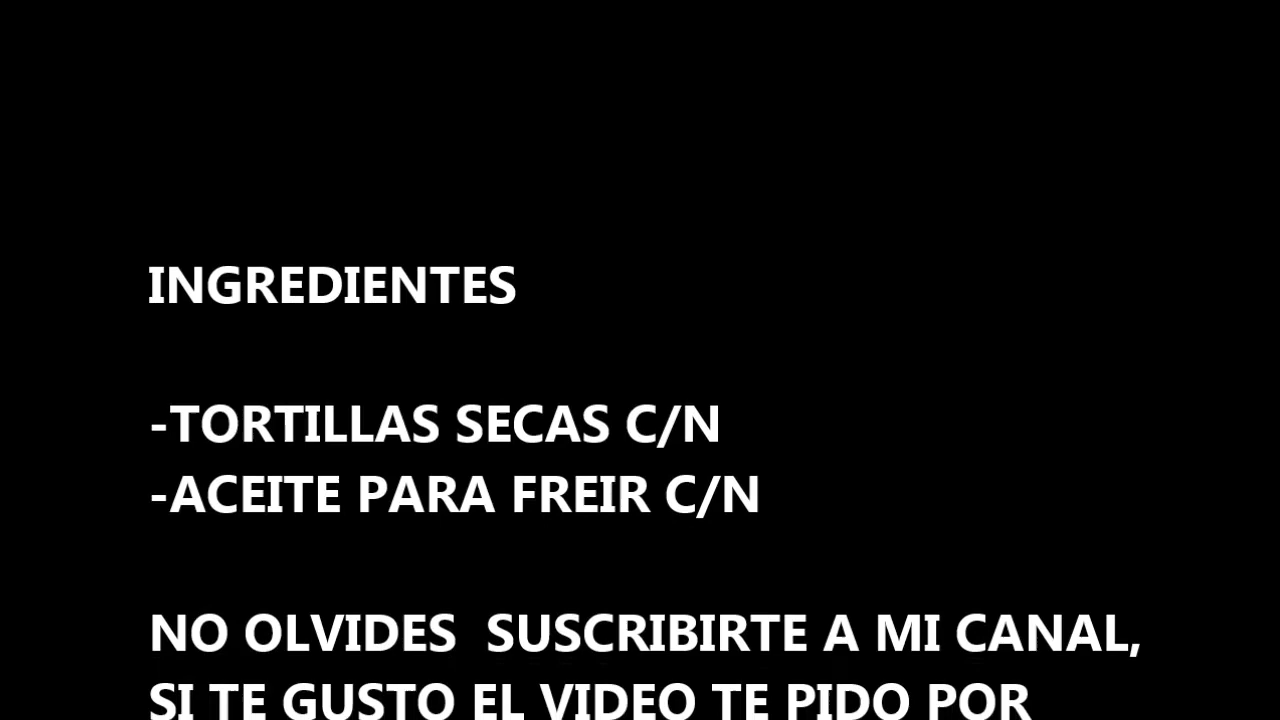 INGREDIENTES
-TORTILLAS SECAS C/N
-ACEITE PARA FREIR C/N
NO OLVIDES  SUSCRIBIRTE A MI CANAL,
SI TE GUSTO EL VIDEO TE PIDO POR